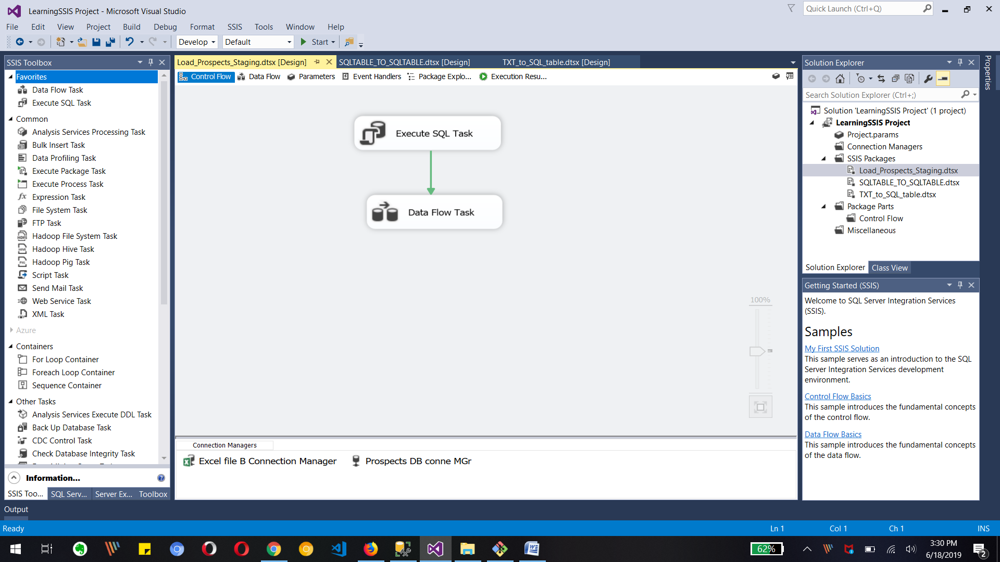 LearningSSIS Project - Microsoft Visual Studio
Quick Launch (Ctrl+Q)
File Edit View Project Build Debug Format SSIS Tools Window Help
Develop Default Start
SSIS Toolbox
Favorites
Data Flow Task
Execute SQL Task
Common
Analysis Services Processing Task
Bulk Insert Task
Data Profiling Task
Execute Package Task
Execute Process Task
Expression Task
File System Task
FTP Task
Hadoop File System Task
Hadoop Hive Task
Hadoop Pig Task
Script Task
Send Mail Task
Web Service Task
XML Task
Azure
Containers
For Loop Container
Foreach Loop Container
Sequence Container
Other Tasks
Analysis Services Execute DDL Task
Back Up Database Task
CDC Control Task
Check Database Integrity Task
Information...
SSIS Too... SQL Serv... Server Ex... Toolbox
Load_Prospects_Staging.dtsx [Design] SQLTABLE_TO_SQLTABLE.dtsx [Design] TXT_to_SQL_table.dtsx [Design]
Control Flow Data Flow Parameters Event Handlers Package Explo... Execution Resu...
Execute SQL Task
Data Flow Task
100%
Connection Managers
Excel file B Connection Manager Prospects DB conne MGr
Solution Explorer
Search Solution Explorer (Ctrl+;)
Solution 'LearningSSIS Project' (1 project)
LearningSSIS Project
Project.params
Connection Managers
SSIS Packages
Load_Prospects_Staging.dtsx
SQLTABLE_TO_SQLTABLE.dtsx
TXT_to_SQL_table.dtsx
Package Parts
Control Flow
Miscellaneous
Solution Explorer Class View
Getting Started (SSIS)
Welcome to SQL Server Integration Services
(SSIS).
Samples
My First SSIS Solution
This sample serves as an introduction to the SQL
Server Integration Services development
environment.
Control Flow Basics
This sample introduces the fundamental concepts
of the control flow.
Data Flow Basics
This sample introduces the fundamental concepts
of the data flow.
Properties
Output
Ready Ln 1 Col 1 Ch 1 INS
62%
3:30 PM
6/18/2019
2